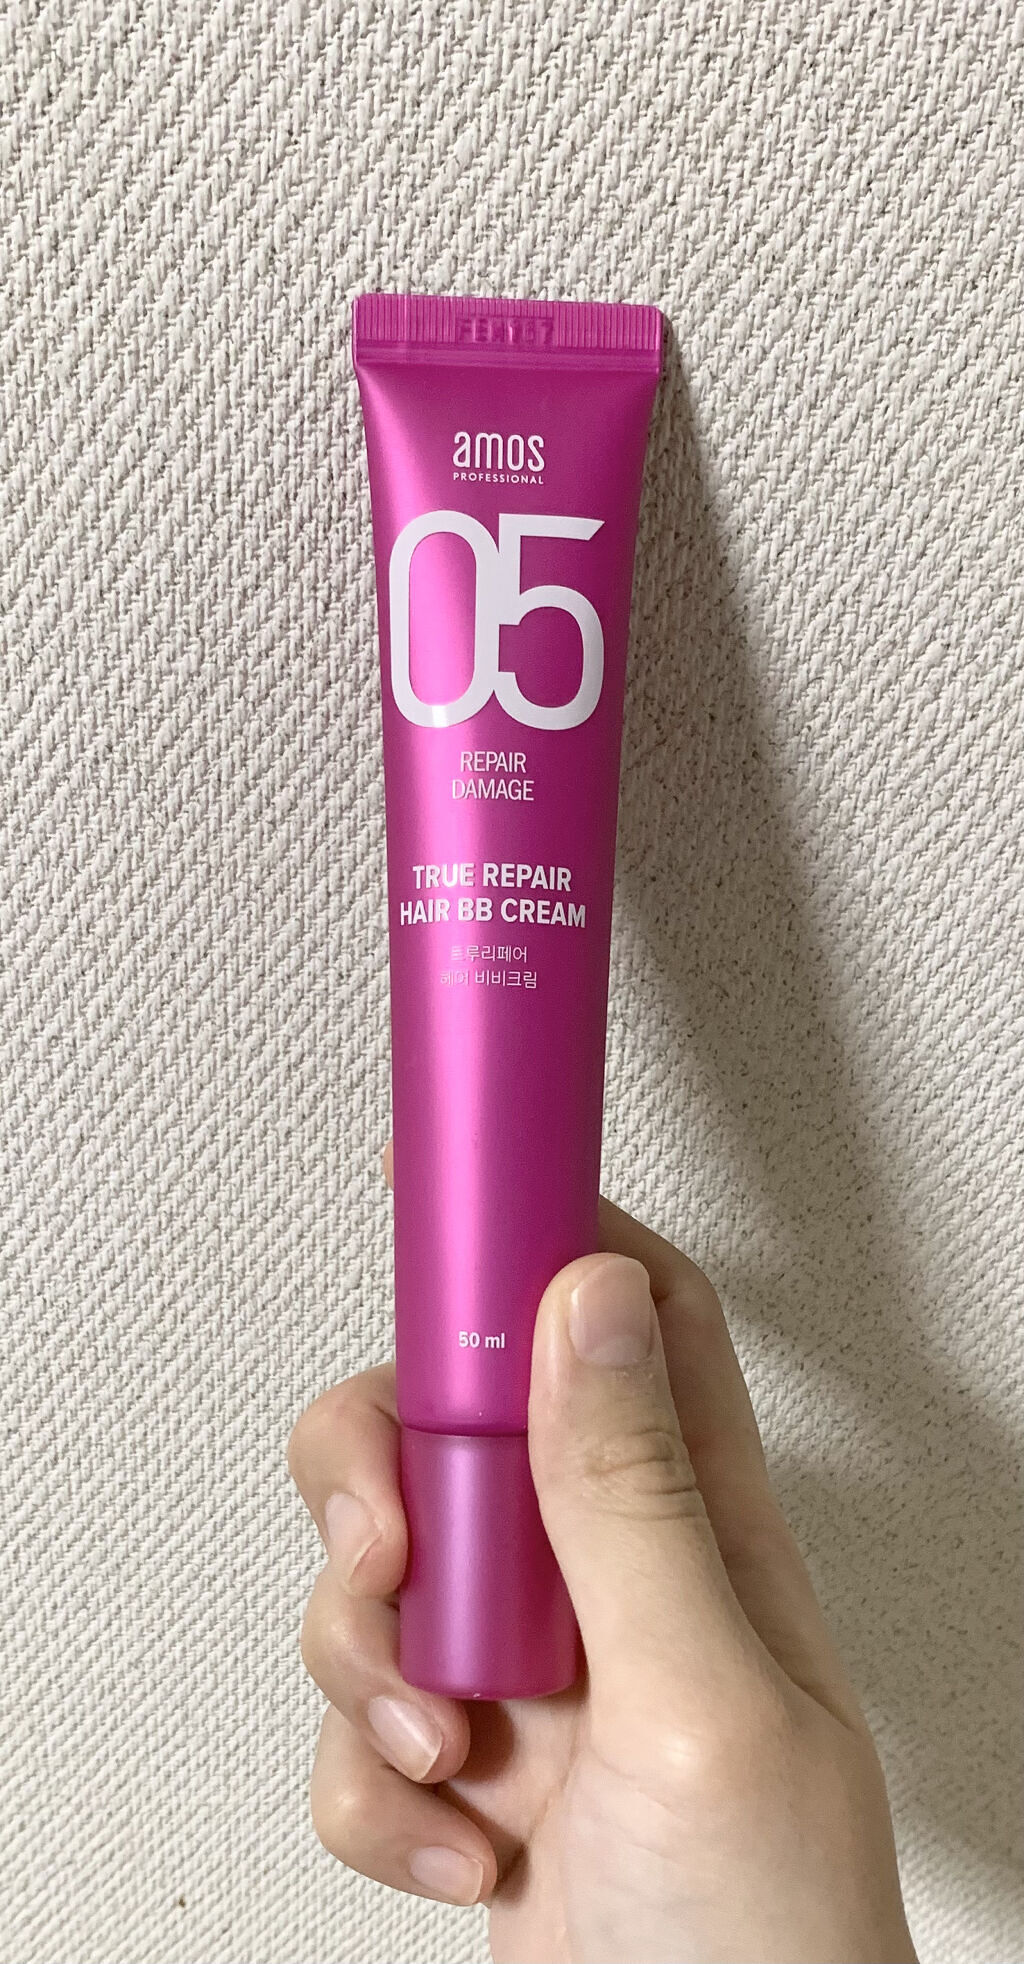 amos
PROFESSIONAL
05
REPAIR
DAMAGE
TRUE REPAIR
HAIR BB CREAM
트루리페어
헤어 비비크림
50 ml